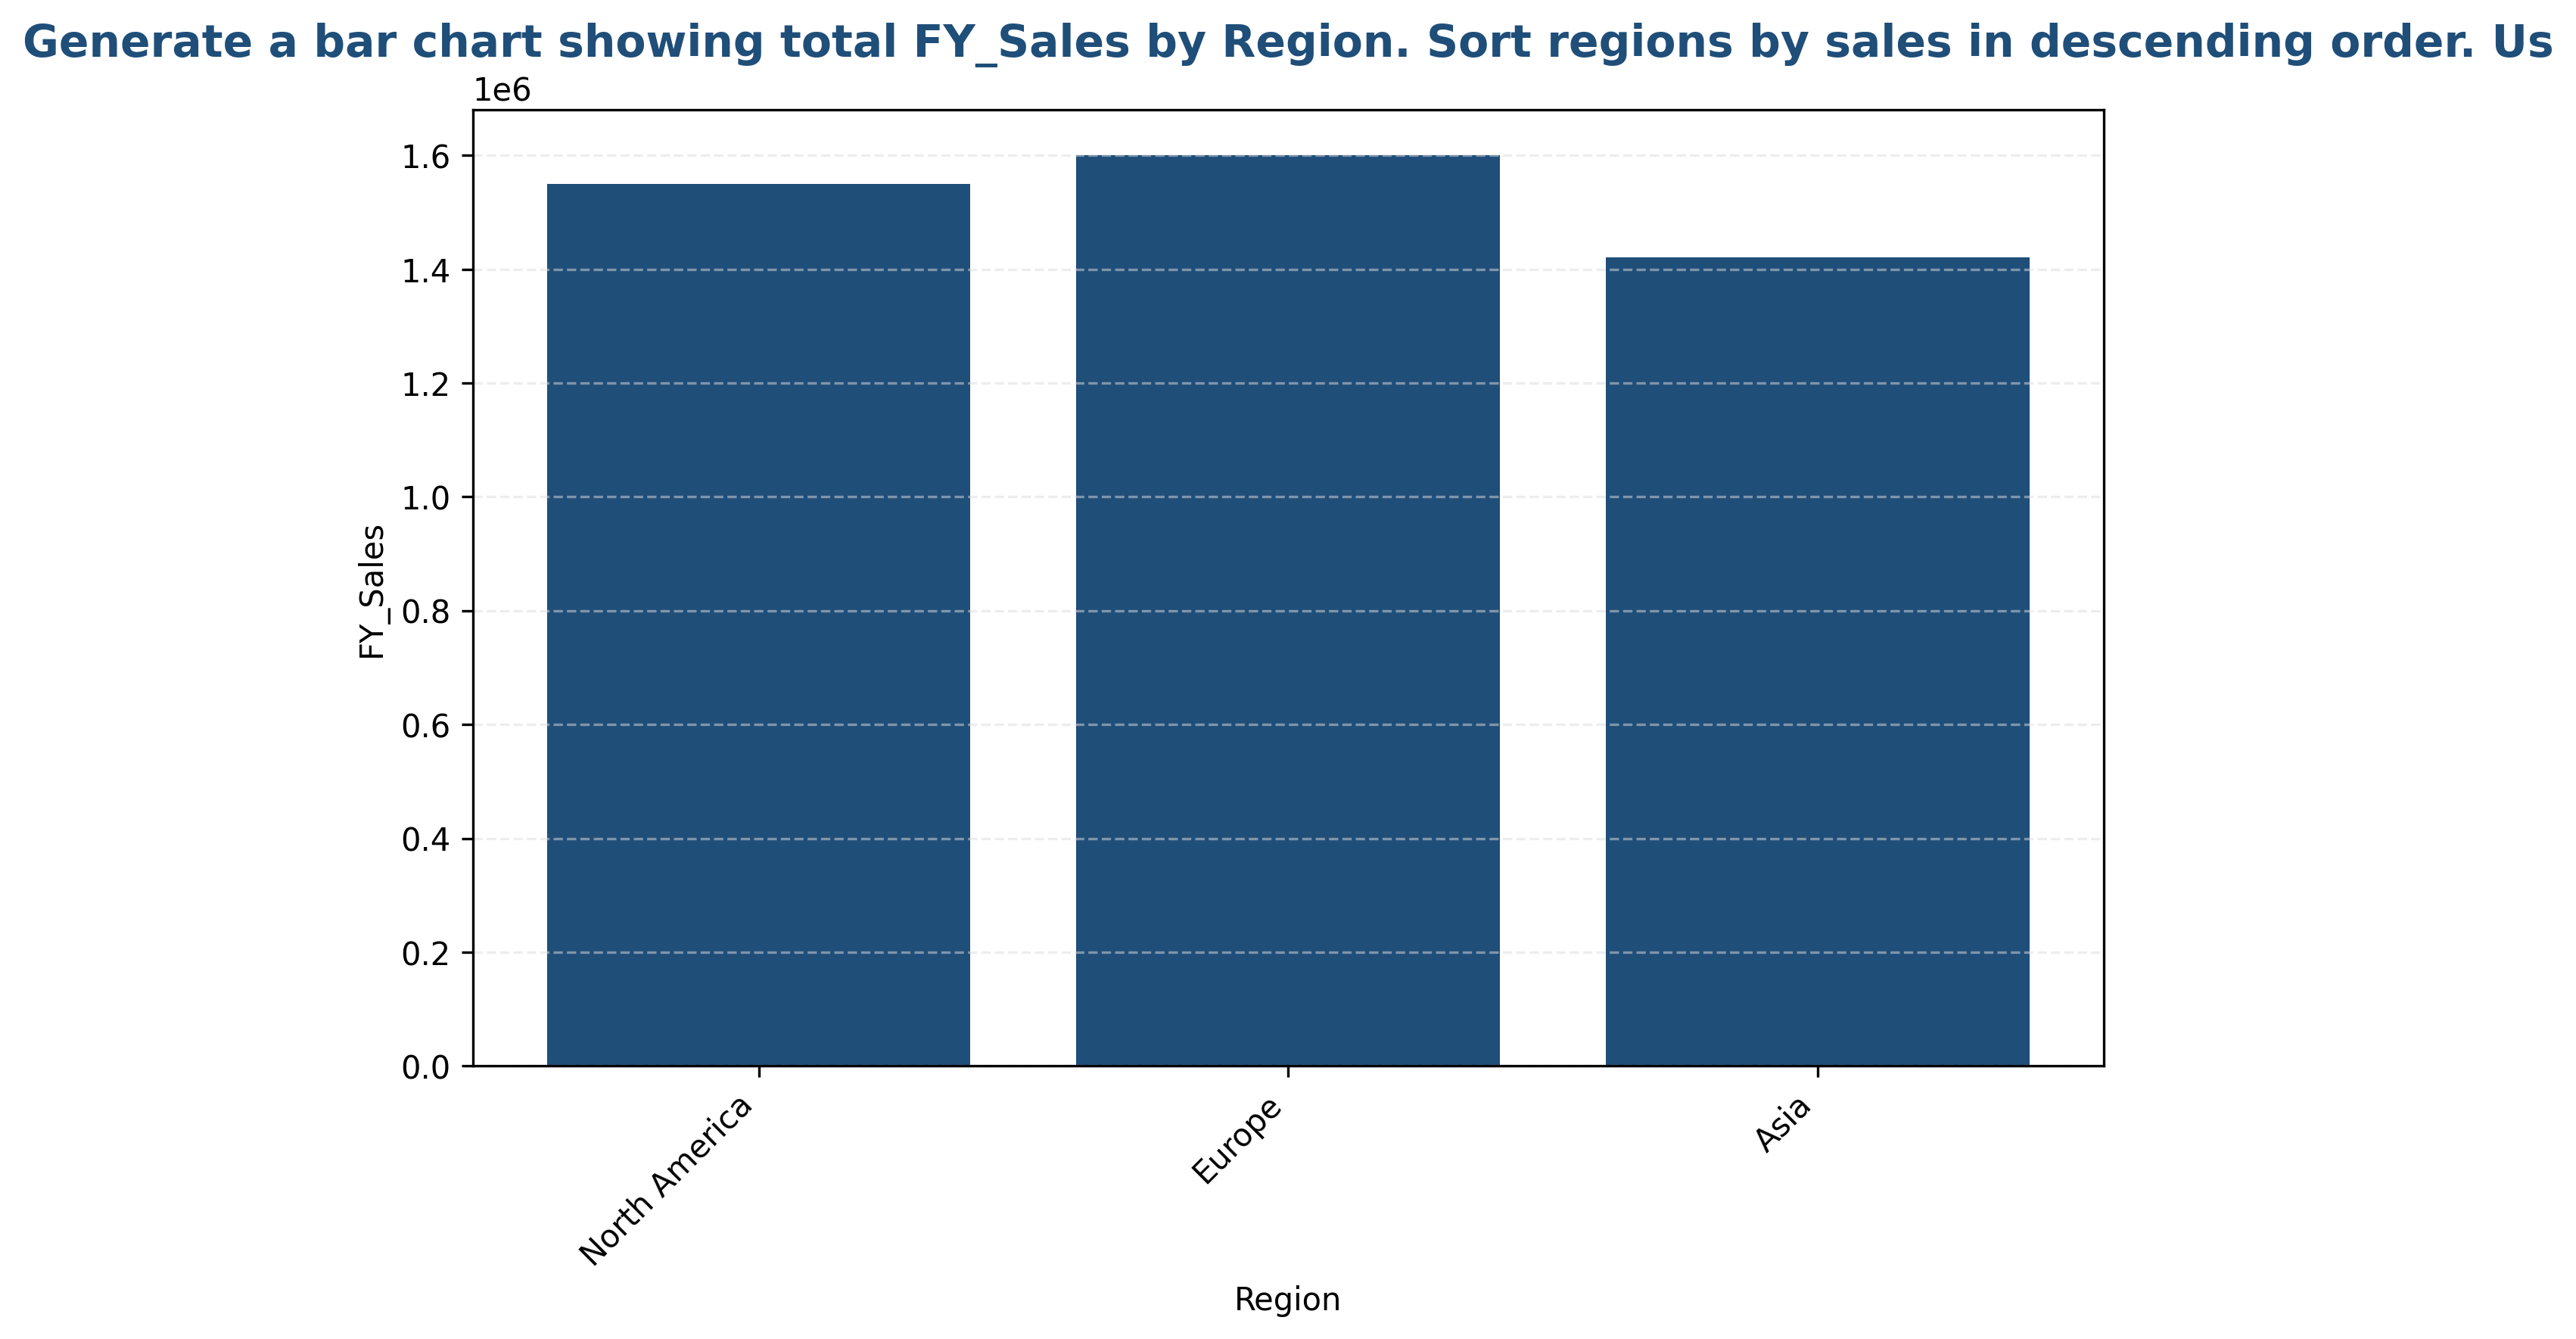 Generate a bar chart showing total FY_Sales by Region. Sort regions by sales in descending order. Us
1e6
1.6
1.4
1.2
1.0
0.8
0.6
0.4
0.2
0.0
FY_Sales
North America
Europe
Asia
Region